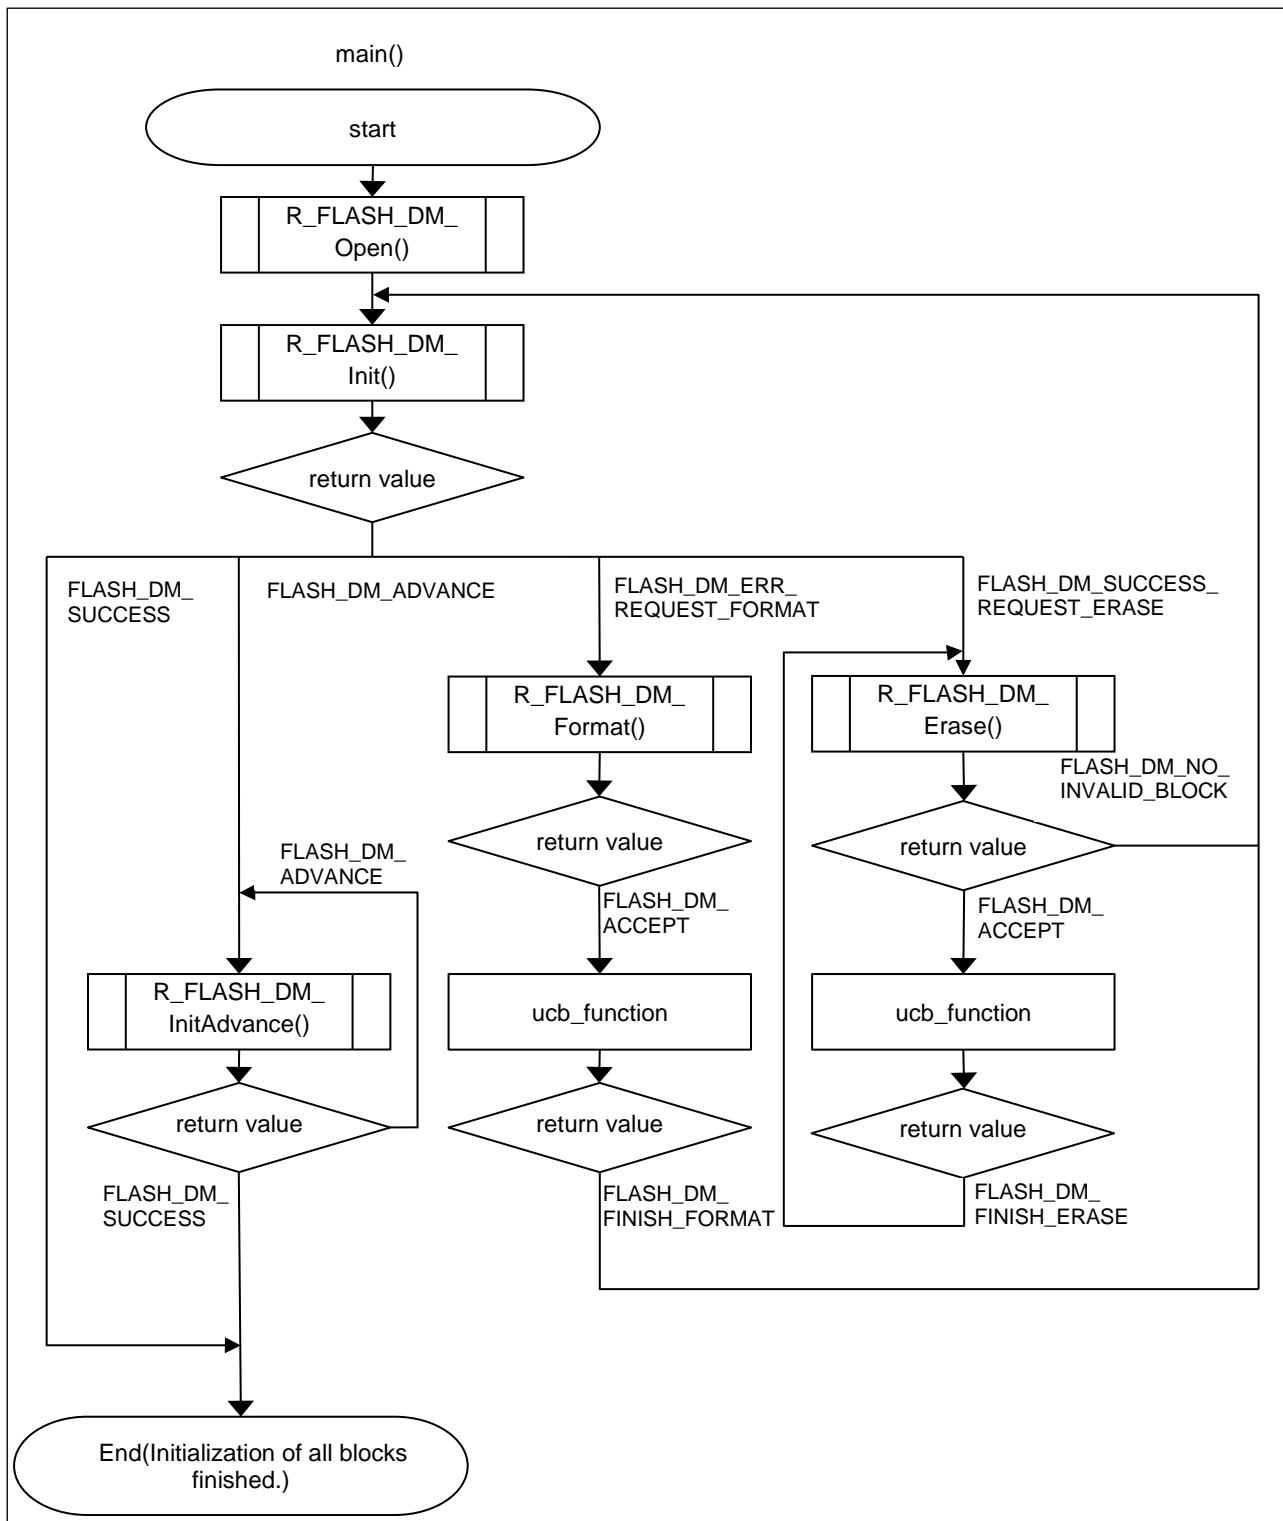 main()
start
R_FLASH_DM_
Open()
R_FLASH_DM_
Init()
return value
FLASH_DM_
SUCCESS
FLASH_DM_ADVANCE
FLASH_DM_ERR_
REQUEST_FORMAT
FLASH_DM_SUCCESS_
REQUEST_ERASE
R_FLASH_DM_
Format()
R_FLASH_DM_
Erase()
FLASH_DM_NO_
INVALID_BLOCK
return value
return value
FLASH_DM_
ADVANCE
FLASH_DM_
ACCEPT
FLASH_DM_
ACCEPT
R_FLASH_DM_
InitAdvance()
ucb_function
ucb_function
return value
return value
return value
FLASH_DM_
SUCCESS
FLASH_DM_
FINISH_FORMAT
FLASH_DM_
FINISH_ERASE
End(Initialization of all blocks
finished.)